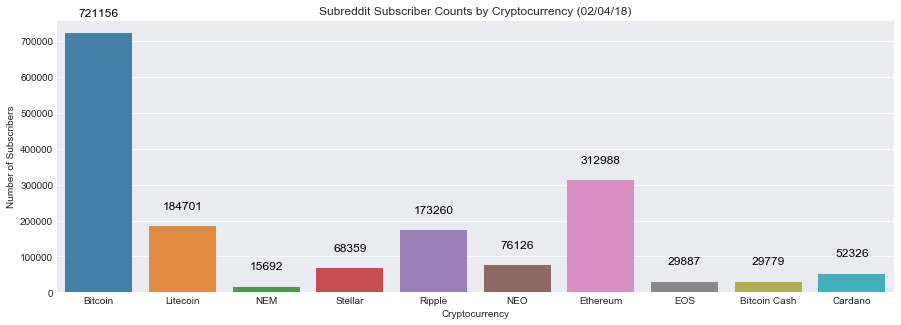 Subreddit Subscriber Counts by Cryptocurrency (02/04/18)
Number of Subscribers
700000
600000
500000
400000
300000
200000
100000
0
721156
184701
15692
68359
173260
76126
312988
29887
29779
52326
Bitcoin
Litecoin
NEM
Stellar
Ripple
NEO
Ethereum
EOS
Bitcoin Cash
Cardano
Cryptocurrency